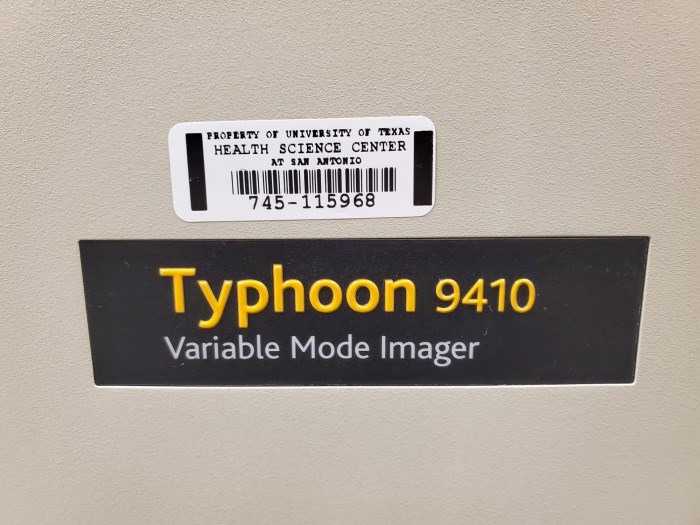 PROPERTY OF UNIVERSITY OF TEXAS
HEALTH SCIENCE CENTER
AT SAN ANTONIO
745-115968
Typhoon 9410
Variable Mode Imager